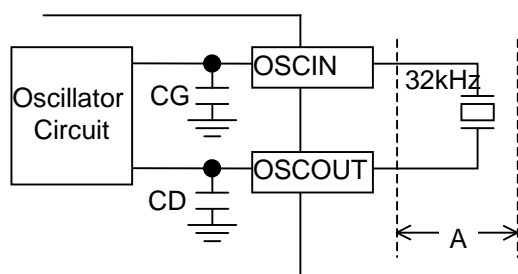 OSCIN
32kHz
Oscillator
Circuit
CG
OSCOUT
CD
A